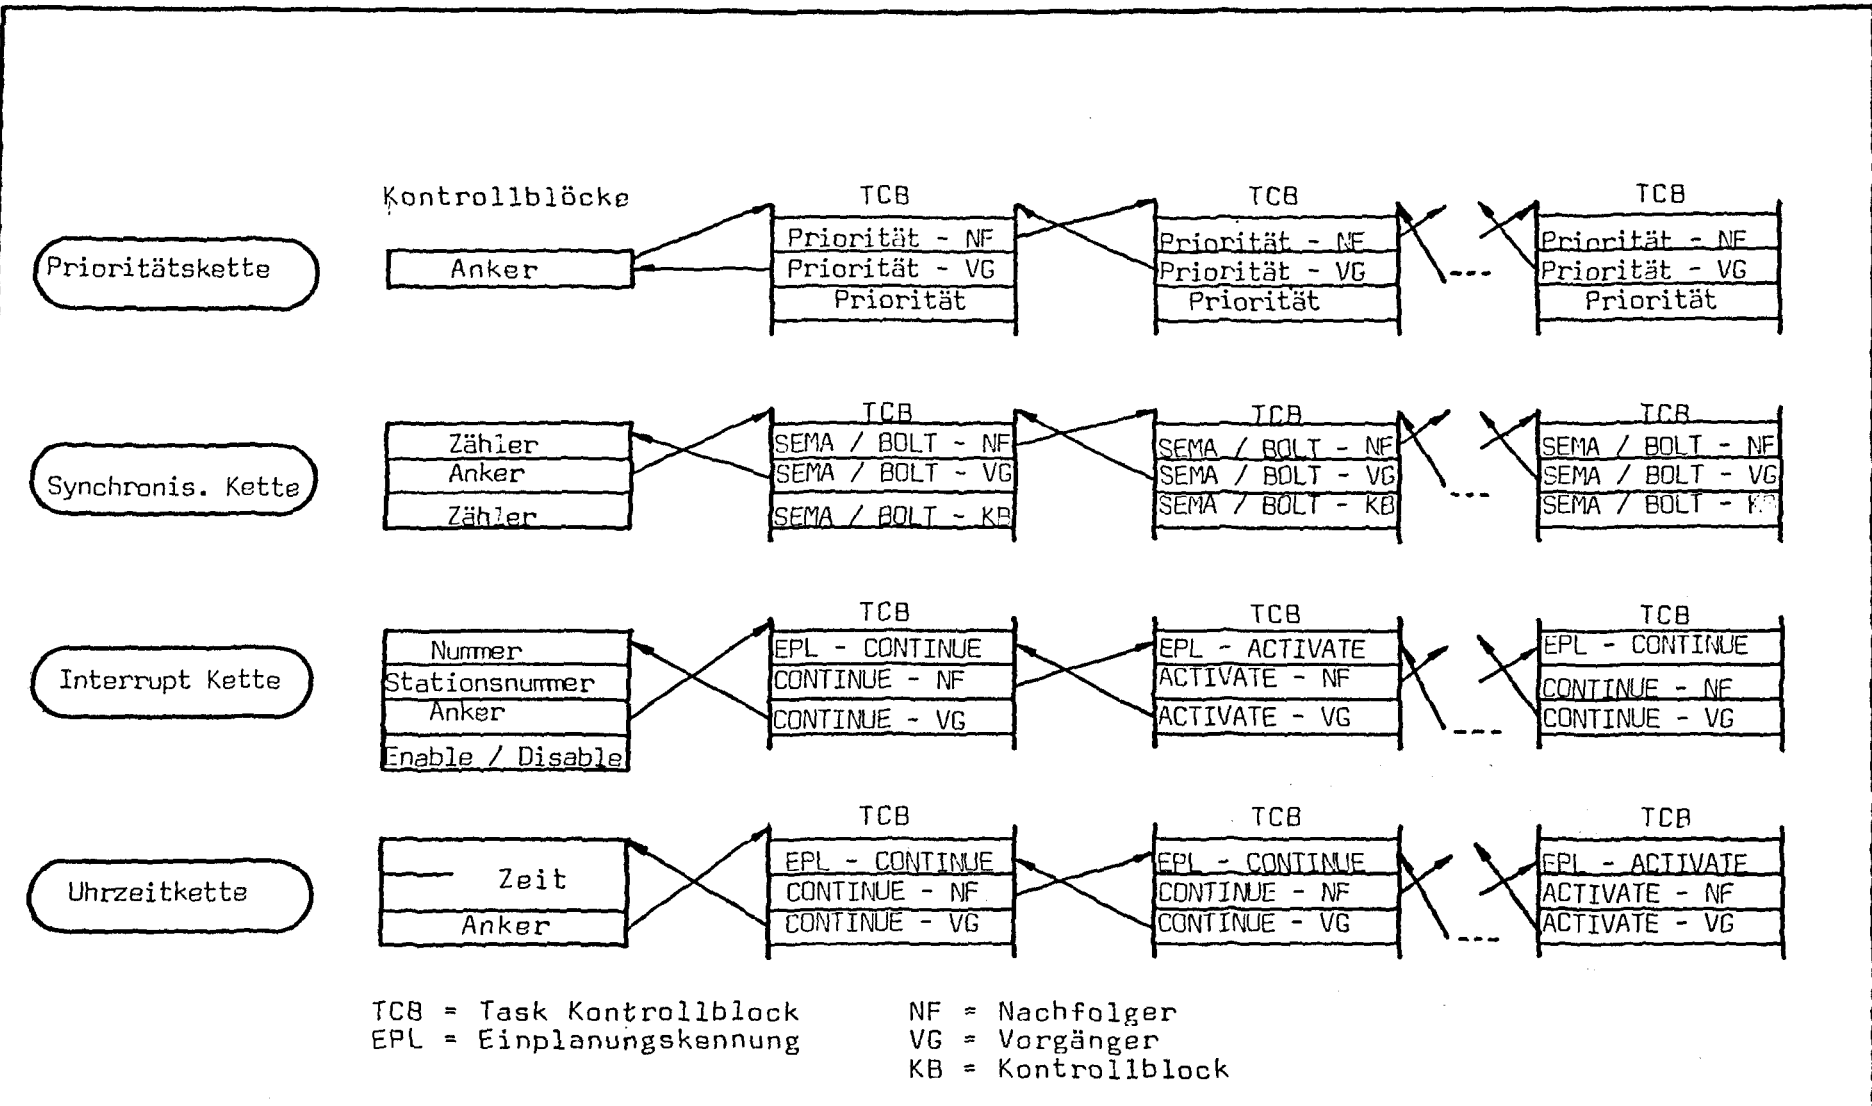 Kontrollblöcke TCB TCB TCB
Prioritätskette
Anker
Priorität - NF
Priorität - VG
Priorität
Priorität - NF
Priorität - VG
Priorität
Priorität - NF
Priorität - VG
Priorität
TCB TCB TCB
Synchronis. Kette
Zähler
Anker
Zähler
SEMA / BOLT - NF
SEMA / BOLT - VG
SEMA / BOLT - KB
SEMA / BOLT - NF
SEMA / BOLT - VG
SEMA / BOLT - KB
SEMA / BOLT - NF
SEMA / BOLT - VG
SEMA / BOLT -
TCB TCB TCB
Interrupt Kette
Nummer
Stationsnummer
Anker
Enable / Disable
EPL - CONTINUE
CONTINUE - NF
CONTINUE - VG
EPL - ACTIVATE
ACTIVATE - NF
ACTIVATE - VG
EPL - CONTINUE
CONTINUE - NF
CONTINUE - VG
TCB TCB TCB
Uhrzeitkette
Zeit
Anker
EPL - CONTINUE
CONTINUE - NF
CONTINUE - VG
EPL - CONTINUE
CONTINUE - NF
CONTINUE - VG
EPL - ACTIVATE
ACTIVATE - NF
ACTIVATE - VG
TCB = Task Kontrollblock
EPL = Einplanungskennung
NF = Nachfolger
VG = Vorgänger
KB = Kontrollblock